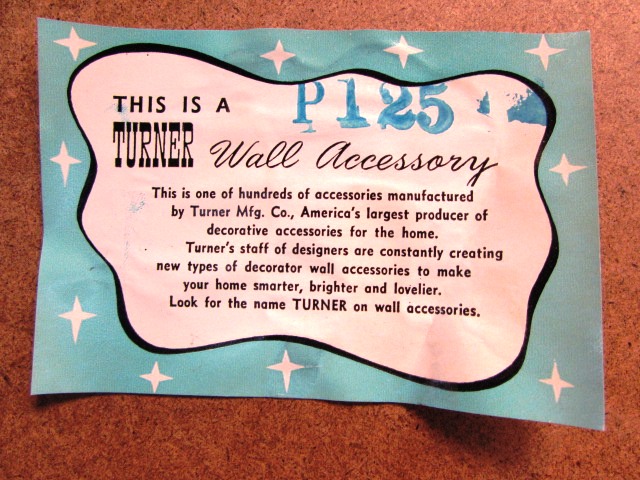 P125
THIS IS A
TURNER Wall Accessory
This is one of hundreds of accessories manufactured
by Turner Mfg. Co., America's largest producer of
decorative accessories for the home.
Turner's staff of designers are constantly creating
new types of decorator wall accessories to make
your home smarter, brighter and lovelier.
Look for the name TURNER on wall accessories.